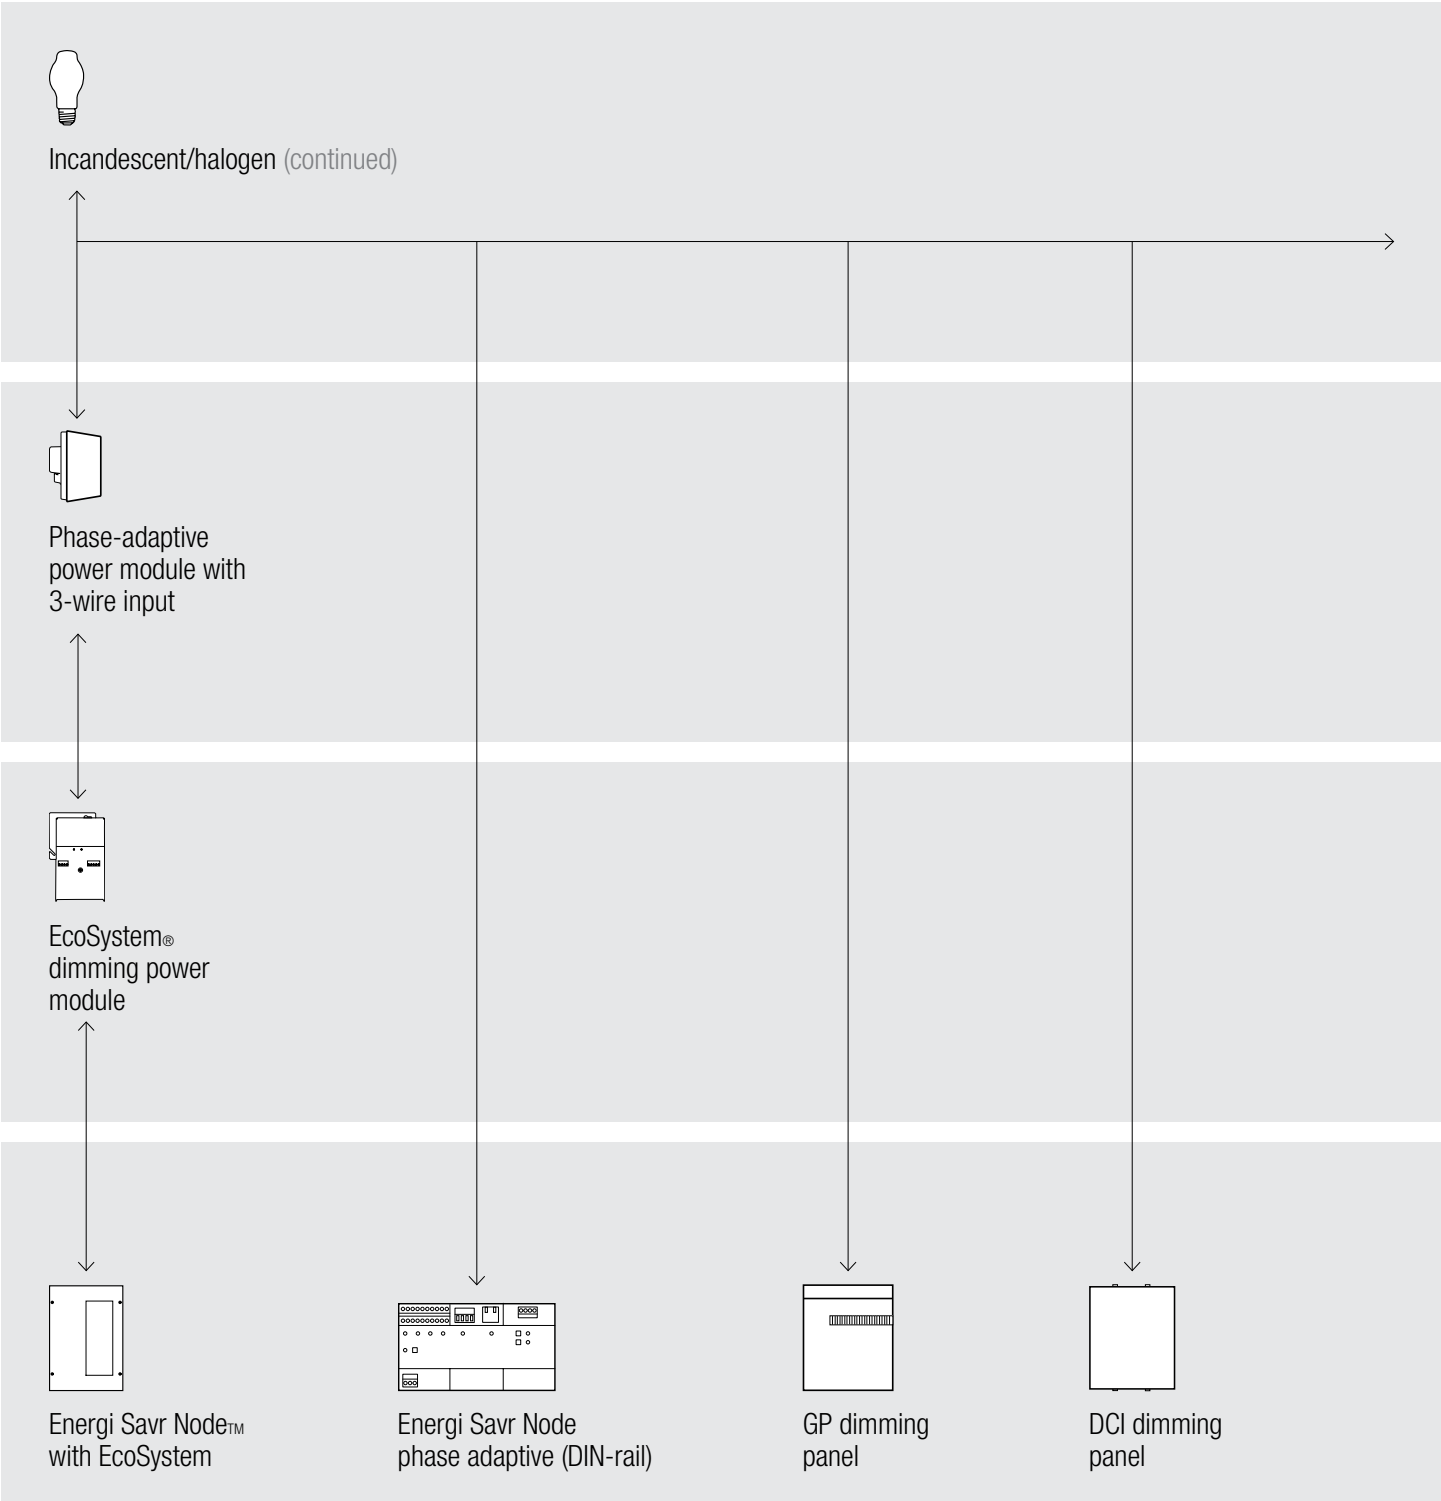 Incandescent/halogen (continued)
Phase-adaptive
power module with
3-wire input
EcoSystem®
dimming power
module
Energi Savr Node™
with EcoSystem
Energi Savr Node
phase adaptive (DIN-rail)
GP dimming
panel
DCI dimming
panel